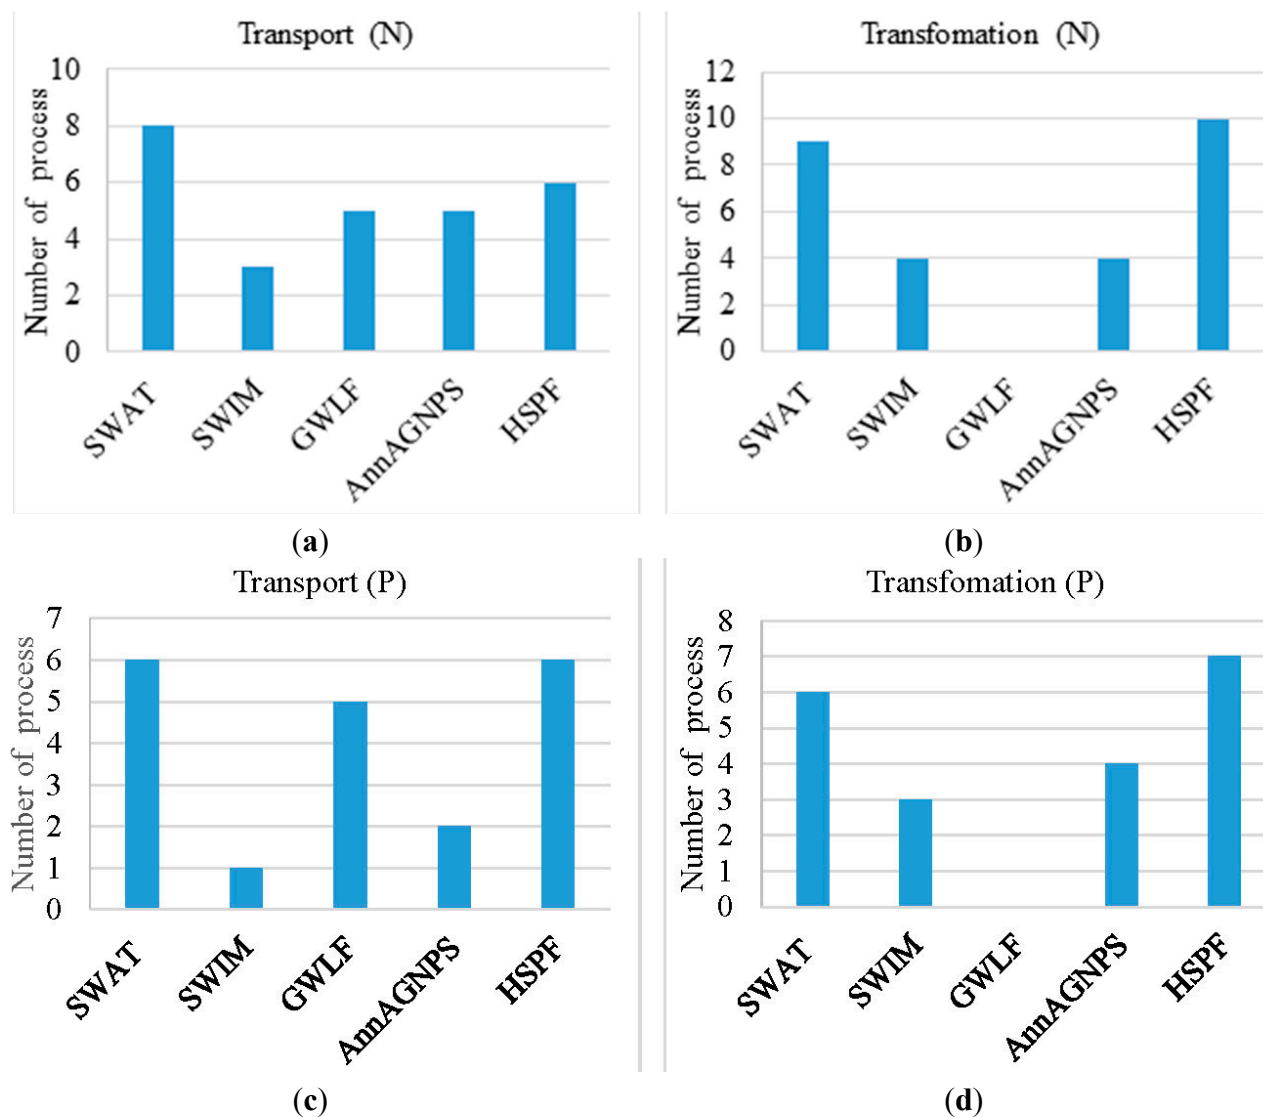 Transport (N)
Number of process
10
8
6
4
2
0
SWAT
SWIM
GWLF
AnnAGNPS
HSPF
(a)
Transfomation (N)
Number of process
12
10
8
6
4
2
0
SWAT
SWIM
GWLF
AnnAGNPS
HSPF
(b)
Transport (P)
Number of process
7
6
5
4
3
2
1
0
SWAT
SWIM
GWLF
AnnAGNPS
HSPF
(c)
Transfomation (P)
Number of process
8
7
6
5
4
3
2
1
0
SWAT
SWIM
GWLF
AnnAGNPS
HSPF
(d)